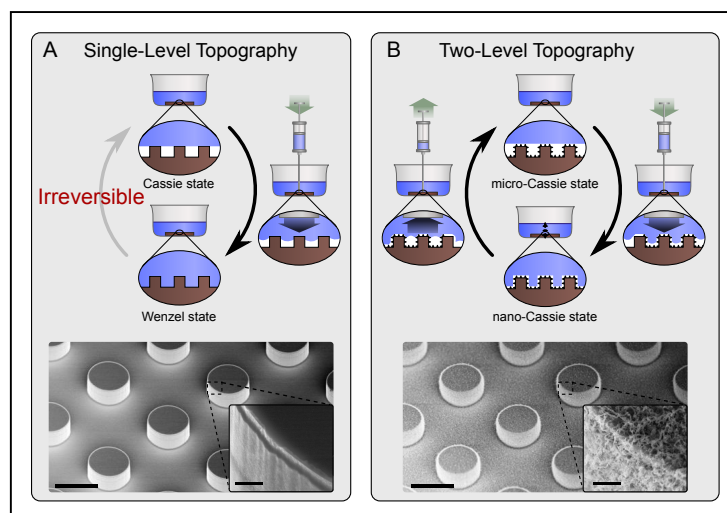 A Single-Level Topography
Cassie state
Irreversible
Wenzel state
B Two-Level Topography
micro-Cassie state
nano-Cassie state